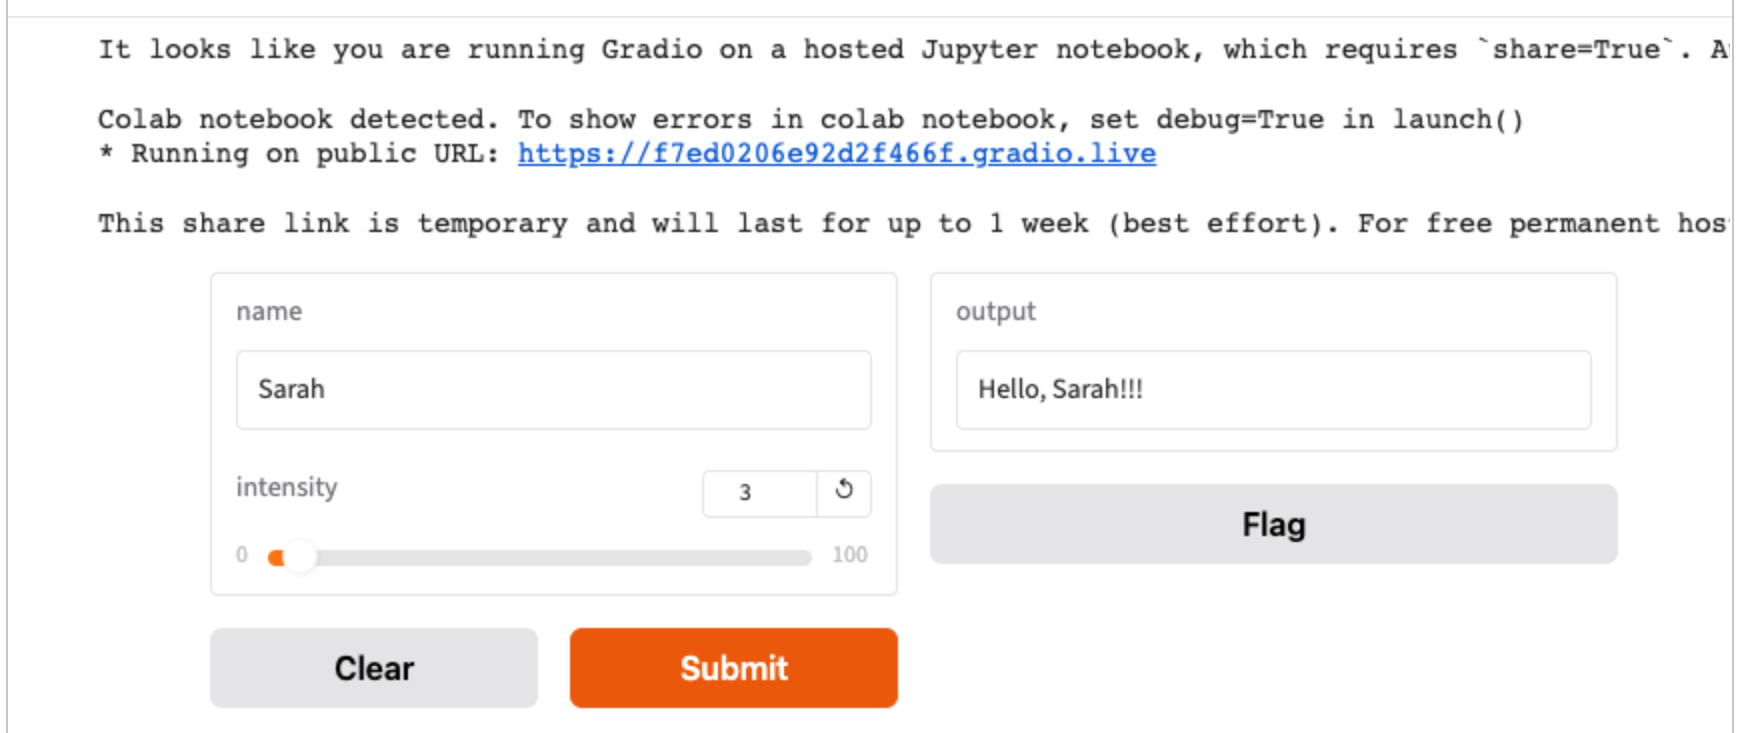 It looks like you are running Gradio on a hosted Jupyter notebook, which requires `share=True`. A
Colab notebook detected. To show errors in colab notebook, set debug=True in launch()
* Running on public URL: https://f7ed0206e92d2f466f.gradio.live
This share link is temporary and will last for up to 1 week (best effort). For free permanent hos
name
Sarah
intensity
3
0
100
Clear
Submit
output
Hello, Sarah!!!
Flag